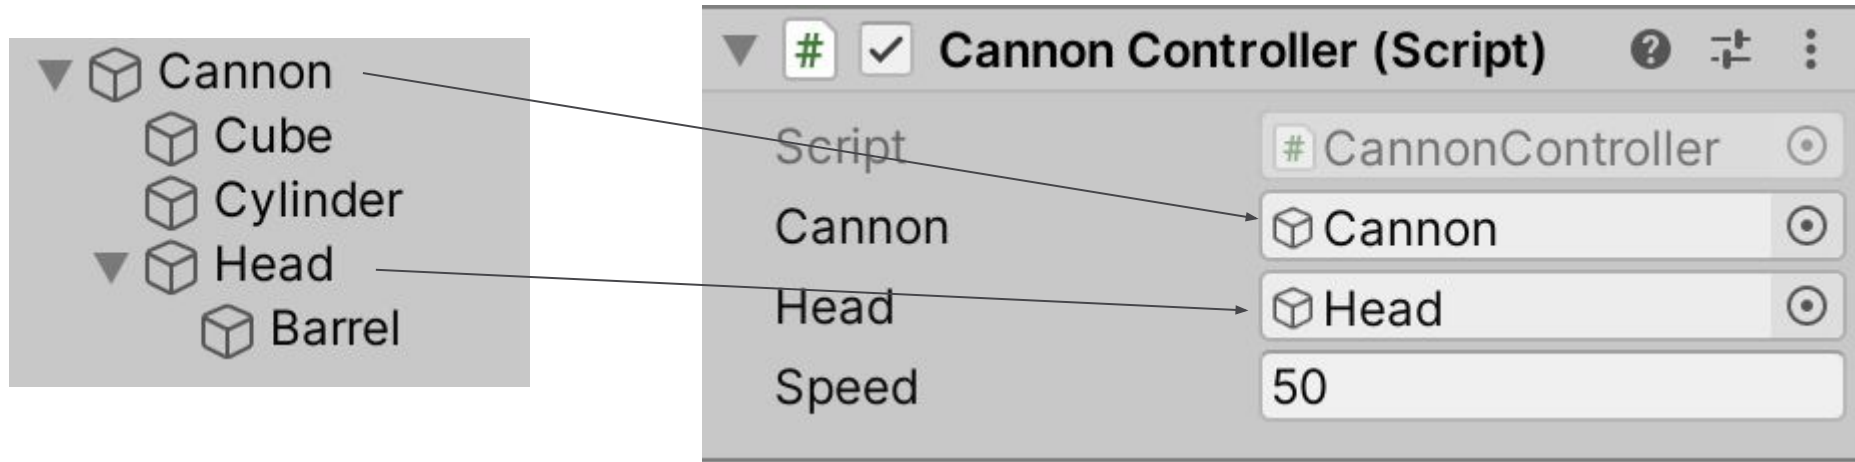 Cannon
Cube
Cylinder
Head
Barrel
# Cannon Controller (Script)
Script # CannonController
Cannon Cannon
Head Head
Speed 50